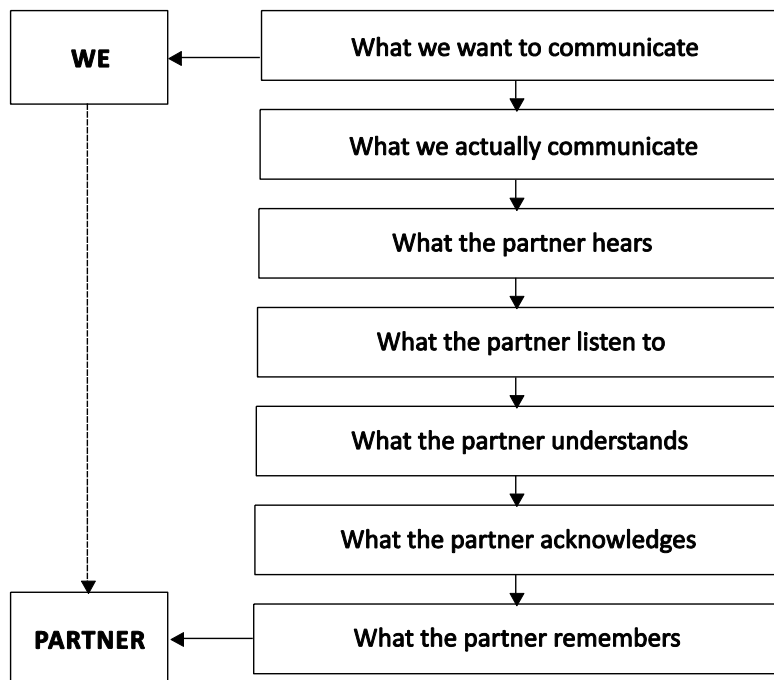 WE
What we want to communicate
What we actually communicate
What the partner hears
What the partner listen to
What the partner understands
What the partner acknowledges
PARTNER
What the partner remembers